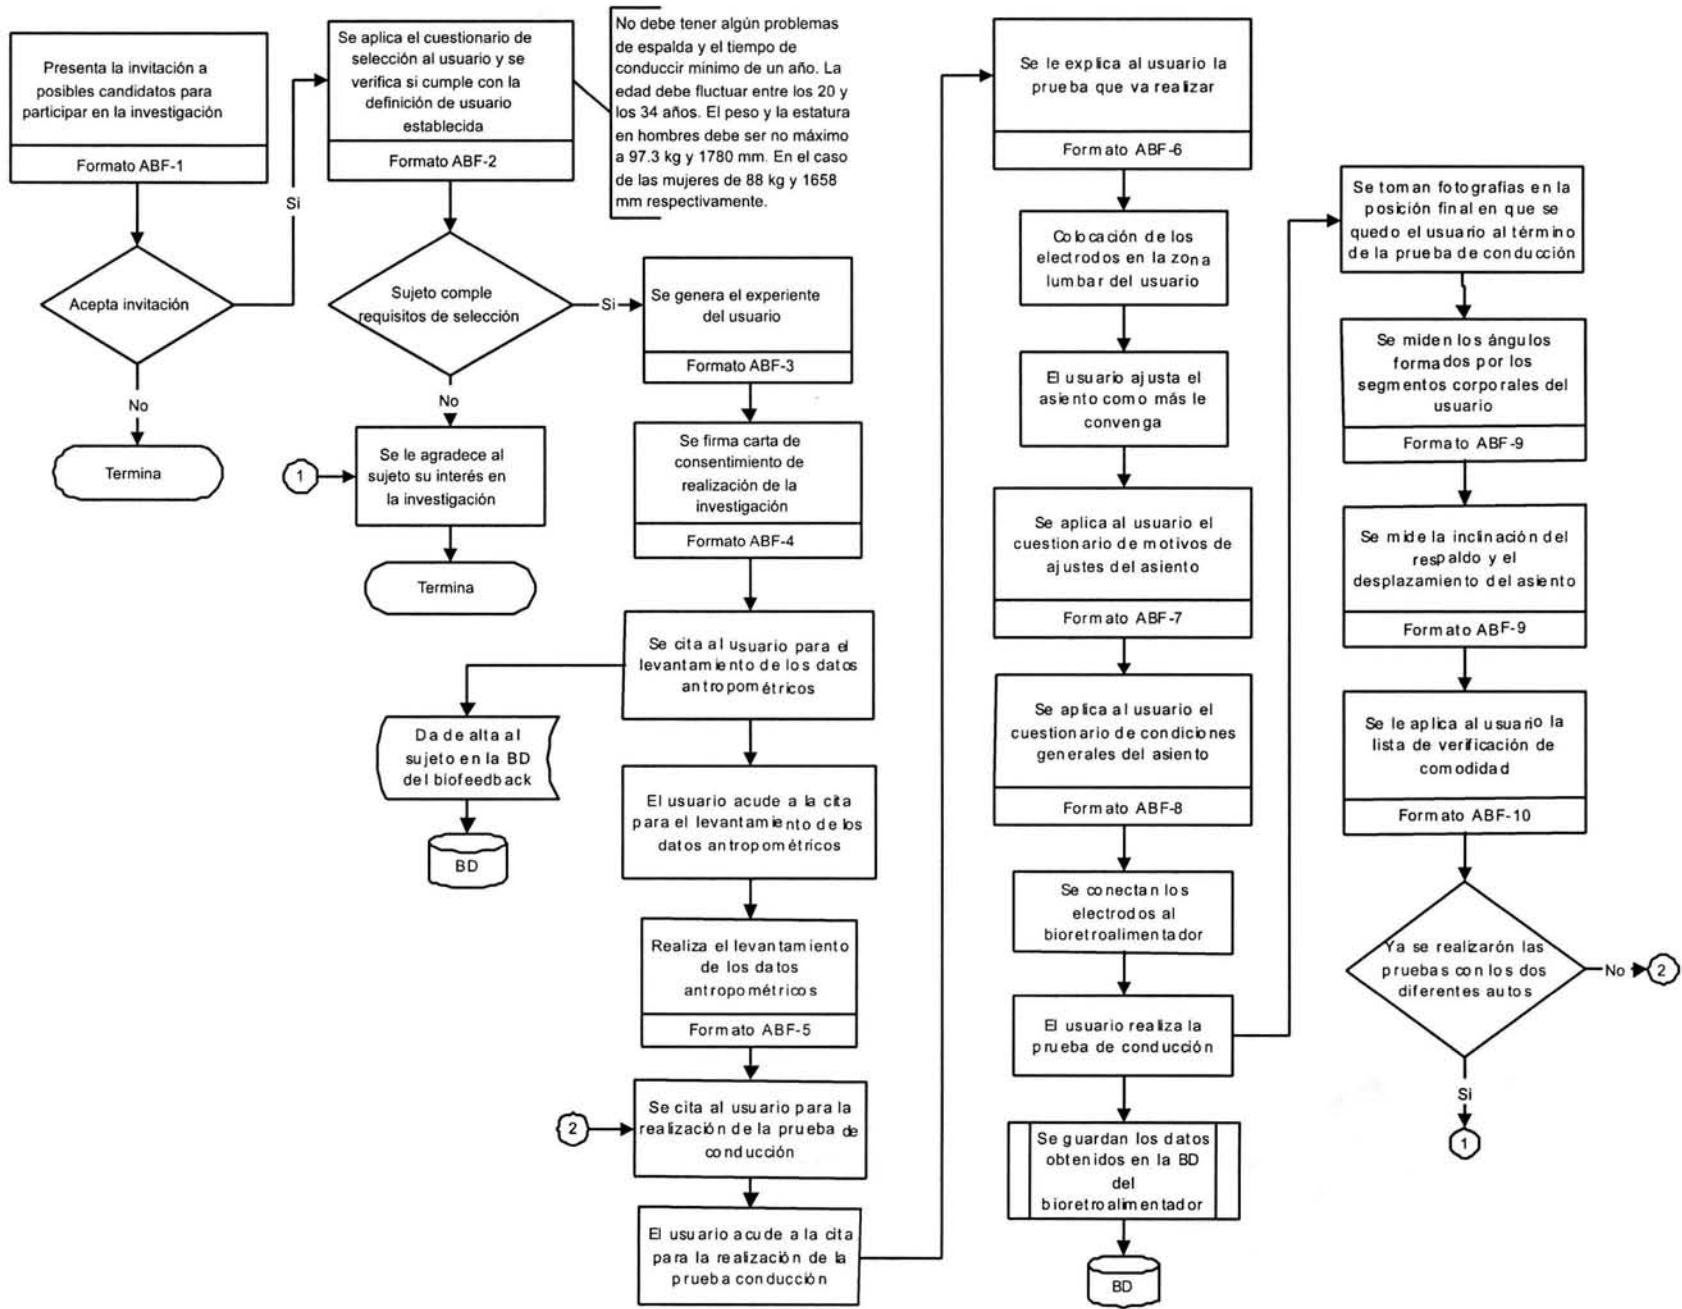 Presenta la invitación a
posibles candidatos para
participar en la investigación
Formato ABF-1
Acepta invitación
Si
No
Termina
Se aplica el cuestionario de
selección al usuario y se
verifica si cumple con la
definición de usuario
establecida
Formato ABF-2
No debe tener algún problemas
de espalda y el tiempo de
conduccir minimo de un año. La
edad debe fluctuar entre los 20 y
los 34 años. El peso y la estatura
en hombres debe ser no máximo
a 97.3 kg y 1780 mm. En el caso
de las mujeres de 88 kg y 1658
mm respectivamente.
Sujeto comple
requisitos de selección
Si
No
1
Se le agradece al
sujeto su interés en
la investigación
Termina
Se genera el experiente
del usuario
Formato ABF-3
Se firma carta de
consentimiento de
realización de la
investigación
Formato ABF-4
Se cita al usuario para el
levantamiento de los datos
antropométricos
Da de alta al
sujeto en la BD
del biofeedback
BD
El usuario acude a la cita
para el levantamiento de los
datos antropométricos
Realiza el levantamiento
de los datos
antropométricos
Formato ABF-5
2
Se cita al usuario para la
realización de la prueba de
conducción
El usuario acude a la cita
para la realización de la
prueba conducción
Se le explica al usuario la
prueba que va realizar
Formato ABF-6
Colocación de los
electrodos en la zona
lumbar del usuario
El usuario ajusta el
asiento como más le
convenga
Se aplica al usuario el
cuestionario de motivos de
ajustes del asiento
Formato ABF-7
Se aplica al usuario el
cuestionario de condiciones
generales del asiento
Formato ABF-8
Se conectan los
electrodos al
bioretroalimentador
El usuario realiza la
prueba de conducción
Se guardan los datos
obtenidos en la BD
del
bioretroalimentador
BD
Se toman fotografías en la
posición final en que se
quedo el usuario al término
de la prueba de conducción
Se miden los ángulos
formados por los
segmentos corporales del
usuario
Formato ABF-9
Se mide la inclinación del
respaldo y el
desplazamiento del asiento
Formato ABF-9
Se le aplica al usuario la
lista de verificación de
comodidad
Formato ABF-10
Ya se realizarón las
pruebas con los dos
diferentes autos
No
2
Si
1